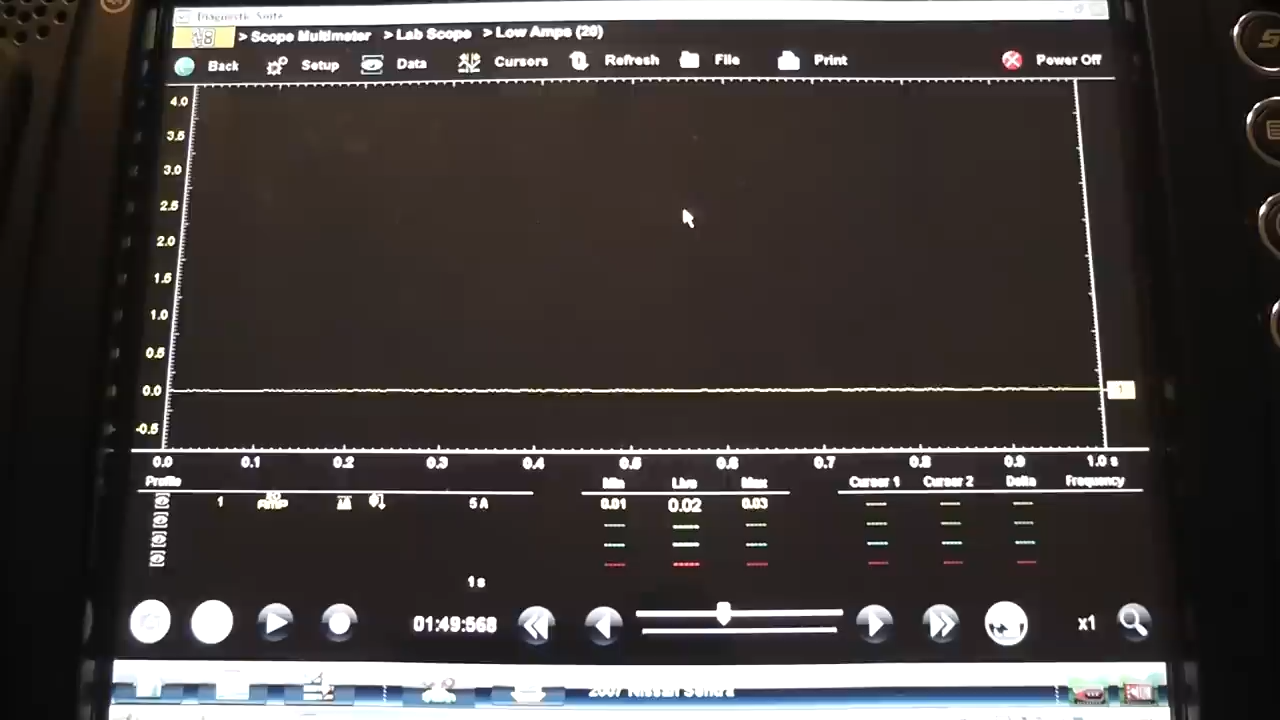 Diagnostic Suite
> Scope Multimeter > Lab Scope > Low Amps (20)
Back Setup Data Cursors Refresh File Print Power Off
4.0
3.5
3.0
2.5
2.0
1.5
1.0
0.5
0.0
-0.5
1
0.0 0.1 0.2 0.3 0.4 0.5 0.6 0.7 0.8 0.9 1.0 s
Profile Min Live Max Cursor 1 Cursor 2 Delta Frequency
1 5 A 0.01 0.02 0.03
1 s
01:49:568 x1
2007 Nissan Sentra